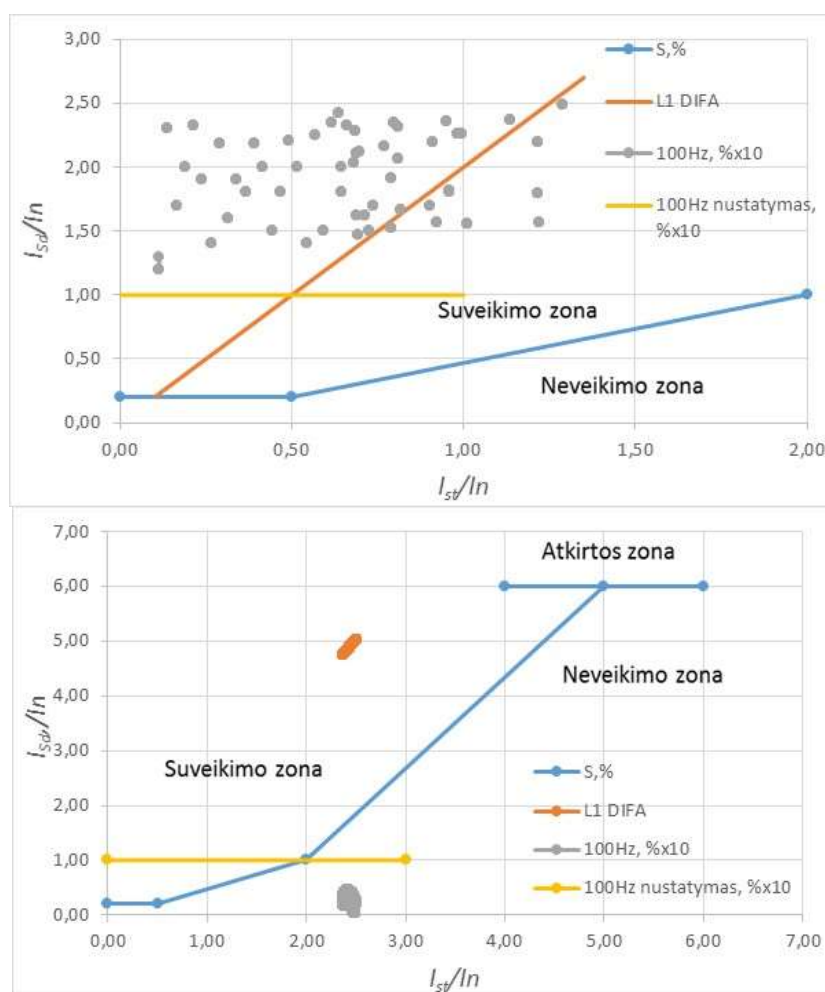 3,00
2,50
2,00
1,50
1,00
0,50
0,00
I_Sd/In
S,%
L1 DIFA
100Hz, %x10
100Hz nustatymas,
%x10
Suveikimo zona
Neveikimo zona
0,00 0,50 1,00 1,50 2,00
I_st/In
7,00
6,00
5,00
4,00
3,00
2,00
1,00
0,00
I_Sd,/In
Atkirtos zona
Neveikimo zona
Suveikimo zona
S,%
L1 DIFA
100Hz, %x10
100Hz nustatymas, %x10
0,00 1,00 2,00 3,00 4,00 5,00 6,00 7,00
I_st/In